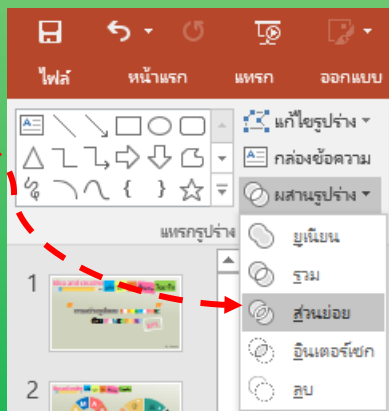 ไฟล์ หน้าแรก แทรก ออกแบบ
แก้ไขรูปร่าง
กล่องข้อความ
ผสานรูปร่าง
แทรกรูปร่าง
ยูเนียน
รวม
ส่วนย่อย
อินเตอร์เซก
ลบ
1
2